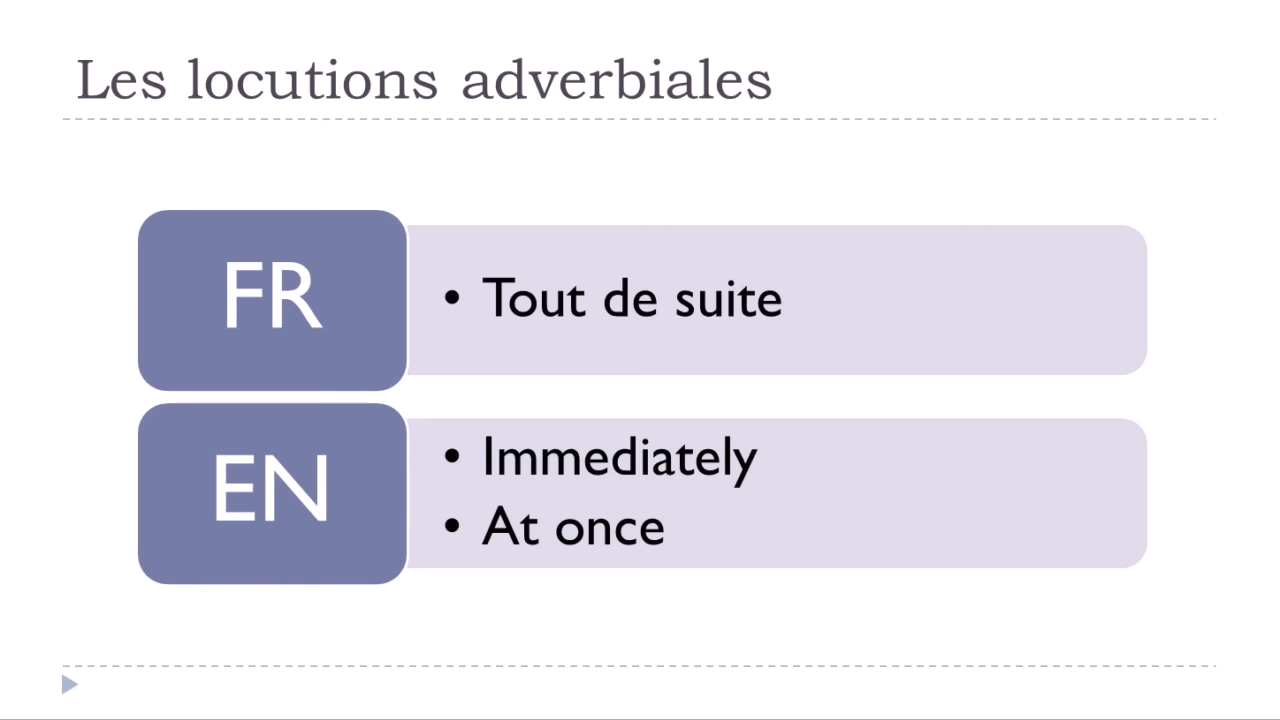 Les locutions adverbiales
FR
• Tout de suite
EN
• Immediately
• At once